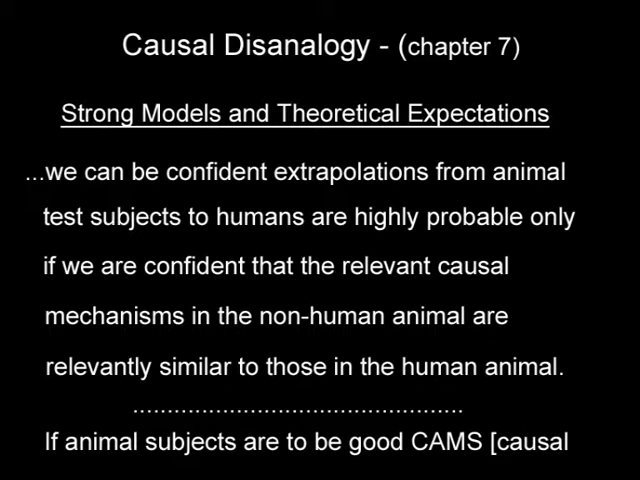 Causal Disanalogy - (chapter 7)
Strong Models and Theoretical Expectations
...we can be confident extrapolations from animal
test subjects to humans are highly probable only
if we are confident that the relevant causal
mechanisms in the non-human animal are
relevantly similar to those in the human animal.
................................................
If animal subjects are to be good CAMS [causal